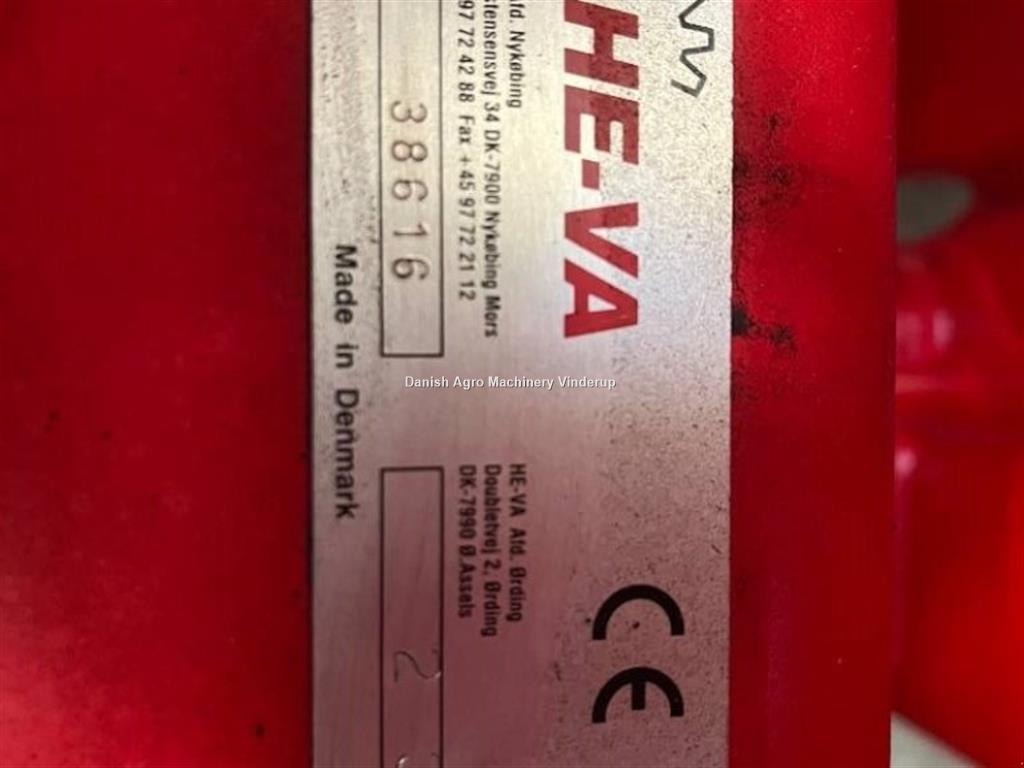 HE-VA
Afd. Nykøbing
stensensvej 34 DK-7900 Nykøbing Mors
97 72 42 88 Fax +45 97 72 21 12
38616
Made in Denmark
CE
HE-VA Afd. Ørding
Doubletvej 2, Ørding
DK-7990 Ø.Assels
2
Danish Agro Machinery Vinderup